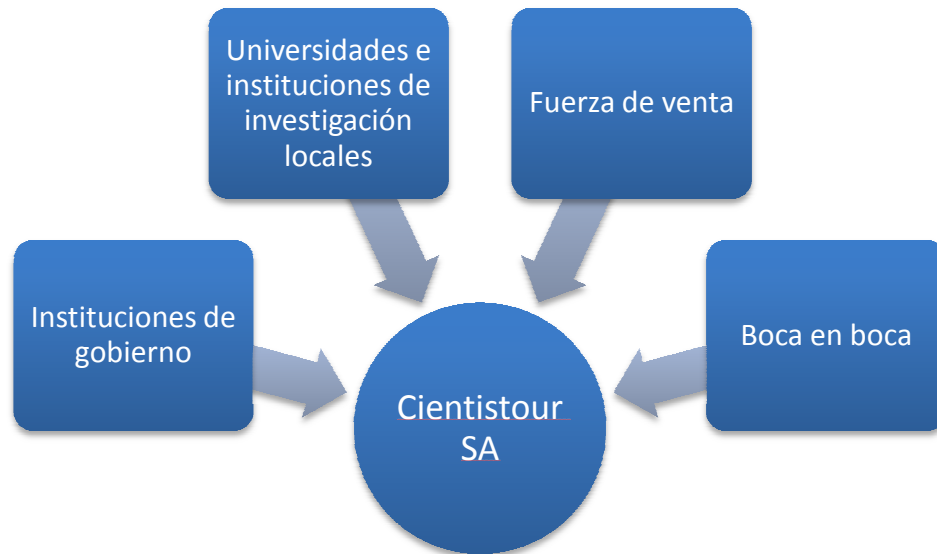 Universidades e
instituciones de
investigación
locales
Fuerza de venta
Instituciones de
gobierno
Boca en boca
Cientistour
SA